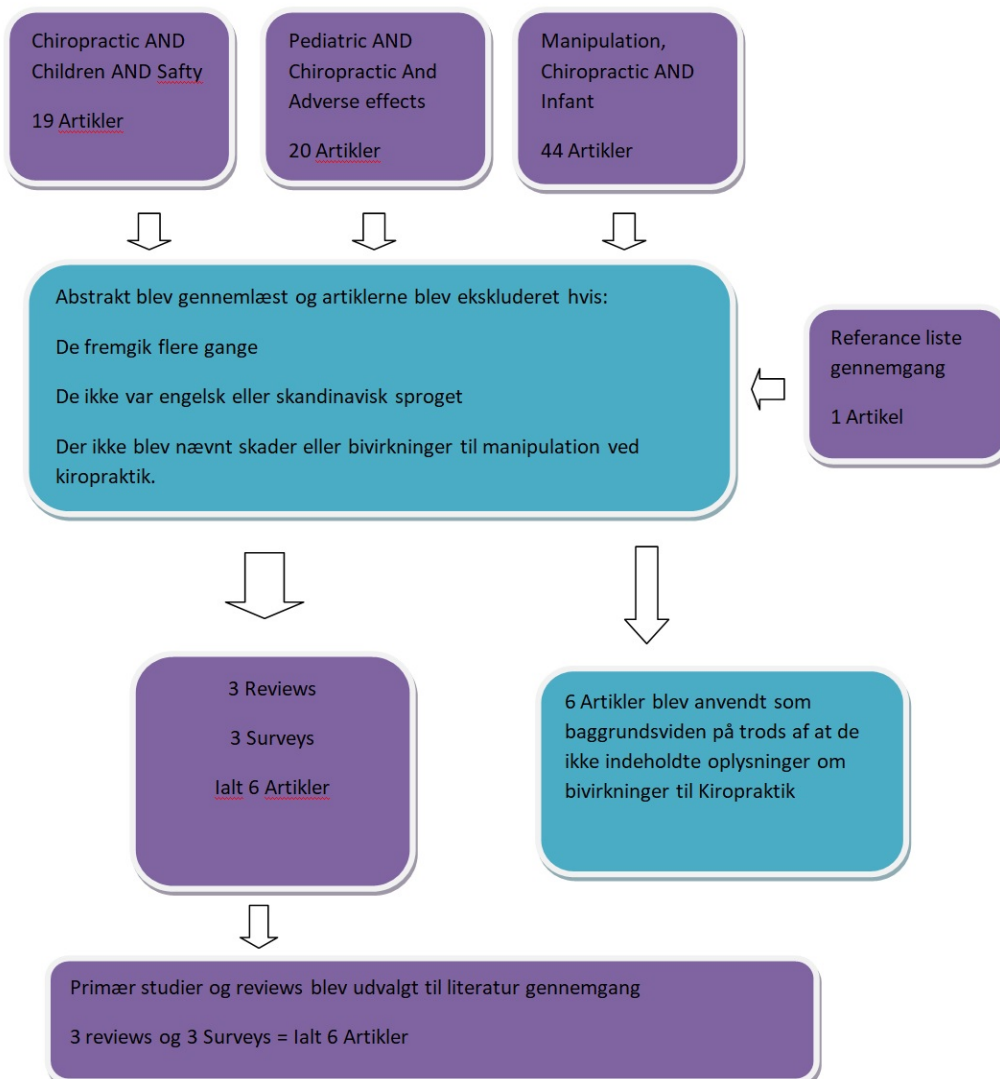 Chiropractic AND
Children AND Safty
19 Artikler
Pediatric AND
Chiropractic And
Adverse effects
20 Artikler
Manipulation,
Chiropractic AND
Infant
44 Artikler
Abstrakt blev gennemlæst og artiklerne blev ekskluderet hvis:
De fremgik flere gange
De ikke var engelsk eller skandinavisk sproget
Der ikke blev nævnt skader eller bivirkninger til manipulation ved
kiropraktik.
Referance liste
gennemgang
1 Artikel
3 Reviews
3 Surveys
Ialt 6 Artikler
6 Artikler blev anvendt som
baggrundsviden på trods af at de
ikke indeholdte oplysninger om
bivirkninger til Kiropraktik
Primær studier og reviews blev udvalgt til literatur gennemgang
3 reviews og 3 Surveys = Ialt 6 Artikler